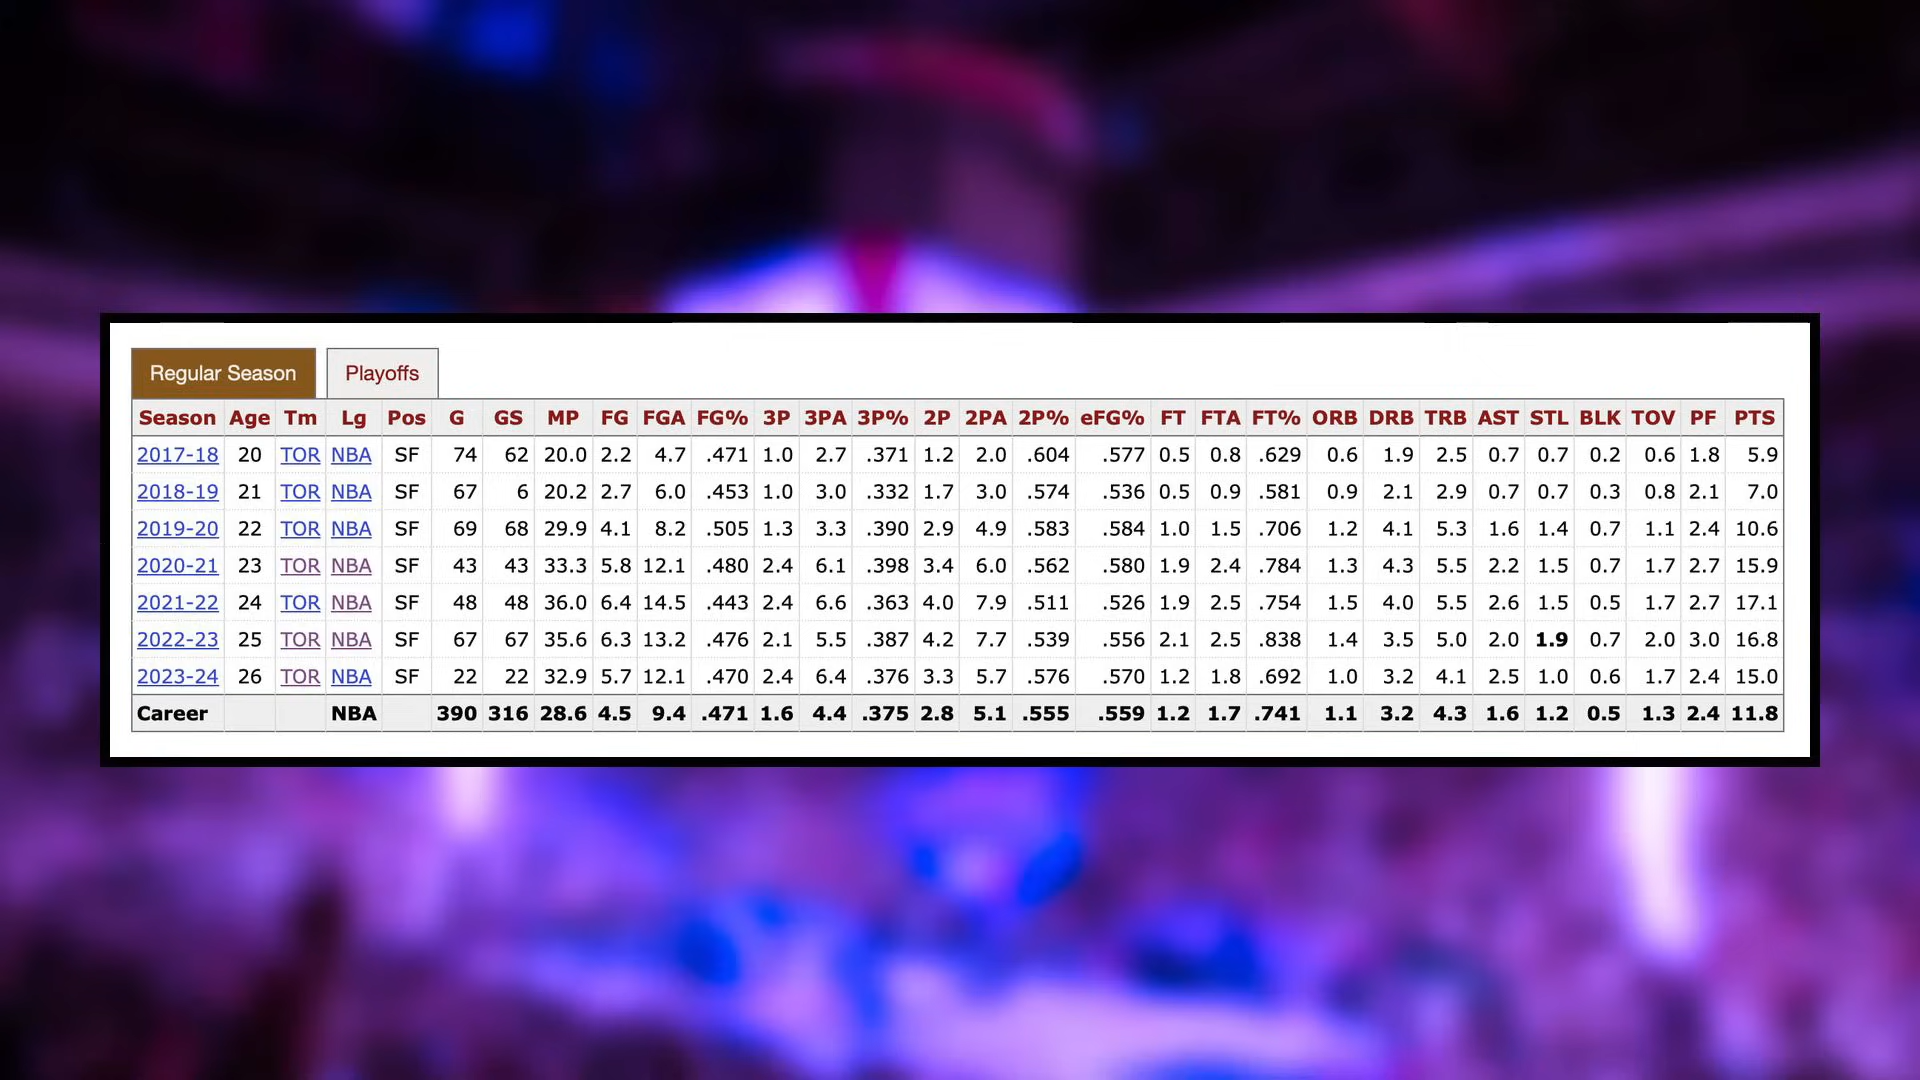 Regular Season Playoffs
Season Age Tm Lg Pos G GS MP FG FGA FG% 3P 3PA 3P% 2P 2PA 2P% eFG% FT FTA FT% ORB DRB TRB AST STL BLK TOV PF PTS
2017-18 20 TOR NBA SF 74 62 20.0 2.2 4.7 .471 1.0 2.7 .371 1.2 2.0 .604 .577 0.5 0.8 .629 0.6 1.9 2.5 0.7 0.7 0.2 0.6 1.8 5.9
2018-19 21 TOR NBA SF 67 6 20.2 2.7 6.0 .453 1.0 3.0 .332 1.7 3.0 .574 .536 0.5 0.9 .581 0.9 2.1 2.9 0.7 0.7 0.3 0.8 2.1 7.0
2019-20 22 TOR NBA SF 69 68 29.9 4.1 8.2 .505 1.3 3.3 .390 2.9 4.9 .583 .584 1.0 1.5 .706 1.2 4.1 5.3 1.6 1.4 0.7 1.1 2.4 10.6
2020-21 23 TOR NBA SF 43 43 33.3 5.8 12.1 .480 2.4 6.1 .398 3.4 6.0 .562 .580 1.9 2.4 .784 1.3 4.3 5.5 2.2 1.5 0.7 1.7 2.7 15.9
2021-22 24 TOR NBA SF 48 48 36.0 6.4 14.5 .443 2.4 6.6 .363 4.0 7.9 .511 .526 1.9 2.5 .754 1.5 4.0 5.5 2.6 1.5 0.5 1.7 2.7 17.1
2022-23 25 TOR NBA SF 67 67 35.6 6.3 13.2 .476 2.1 5.5 .387 4.2 7.7 .539 .556 2.1 2.5 .838 1.4 3.5 5.0 2.0 1.9 0.7 2.0 3.0 16.8
2023-24 26 TOR NBA SF 22 22 32.9 5.7 12.1 .470 2.4 6.4 .376 3.3 5.7 .576 .570 1.2 1.8 .692 1.0 3.2 4.1 2.5 1.0 0.6 1.7 2.4 15.0
Career NBA 390 316 28.6 4.5 9.4 .471 1.6 4.4 .375 2.8 5.1 .555 .559 1.2 1.7 .741 1.1 3.2 4.3 1.6 1.2 0.5 1.3 2.4 11.8